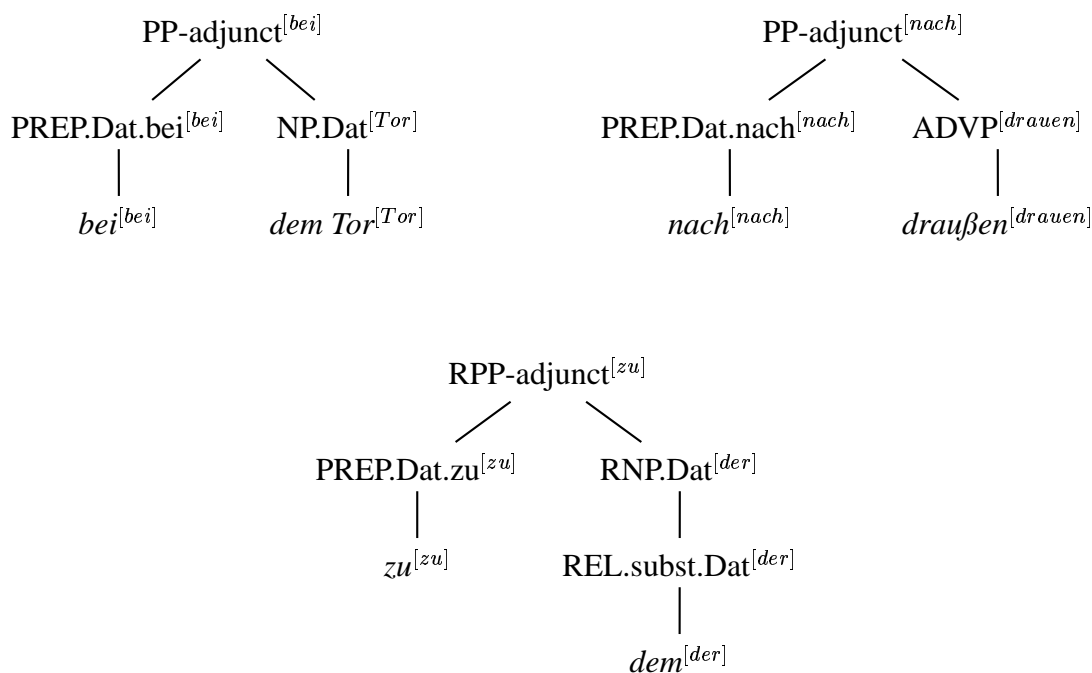 PP-adjunct[bei] PP-adjunct[nach]
PREP.Dat.bei[bei] NP.Dat[Tor] PREP.Dat.nach[nach] ADVP[drauen]
bei[bei] dem Tor[Tor] nach[nach] draußen[drauen]
RPP-adjunct[zu]
PREP.Dat.zu[zu] RNP.Dat[der]
zu[zu] REL.subst.Dat[der]
dem[der]